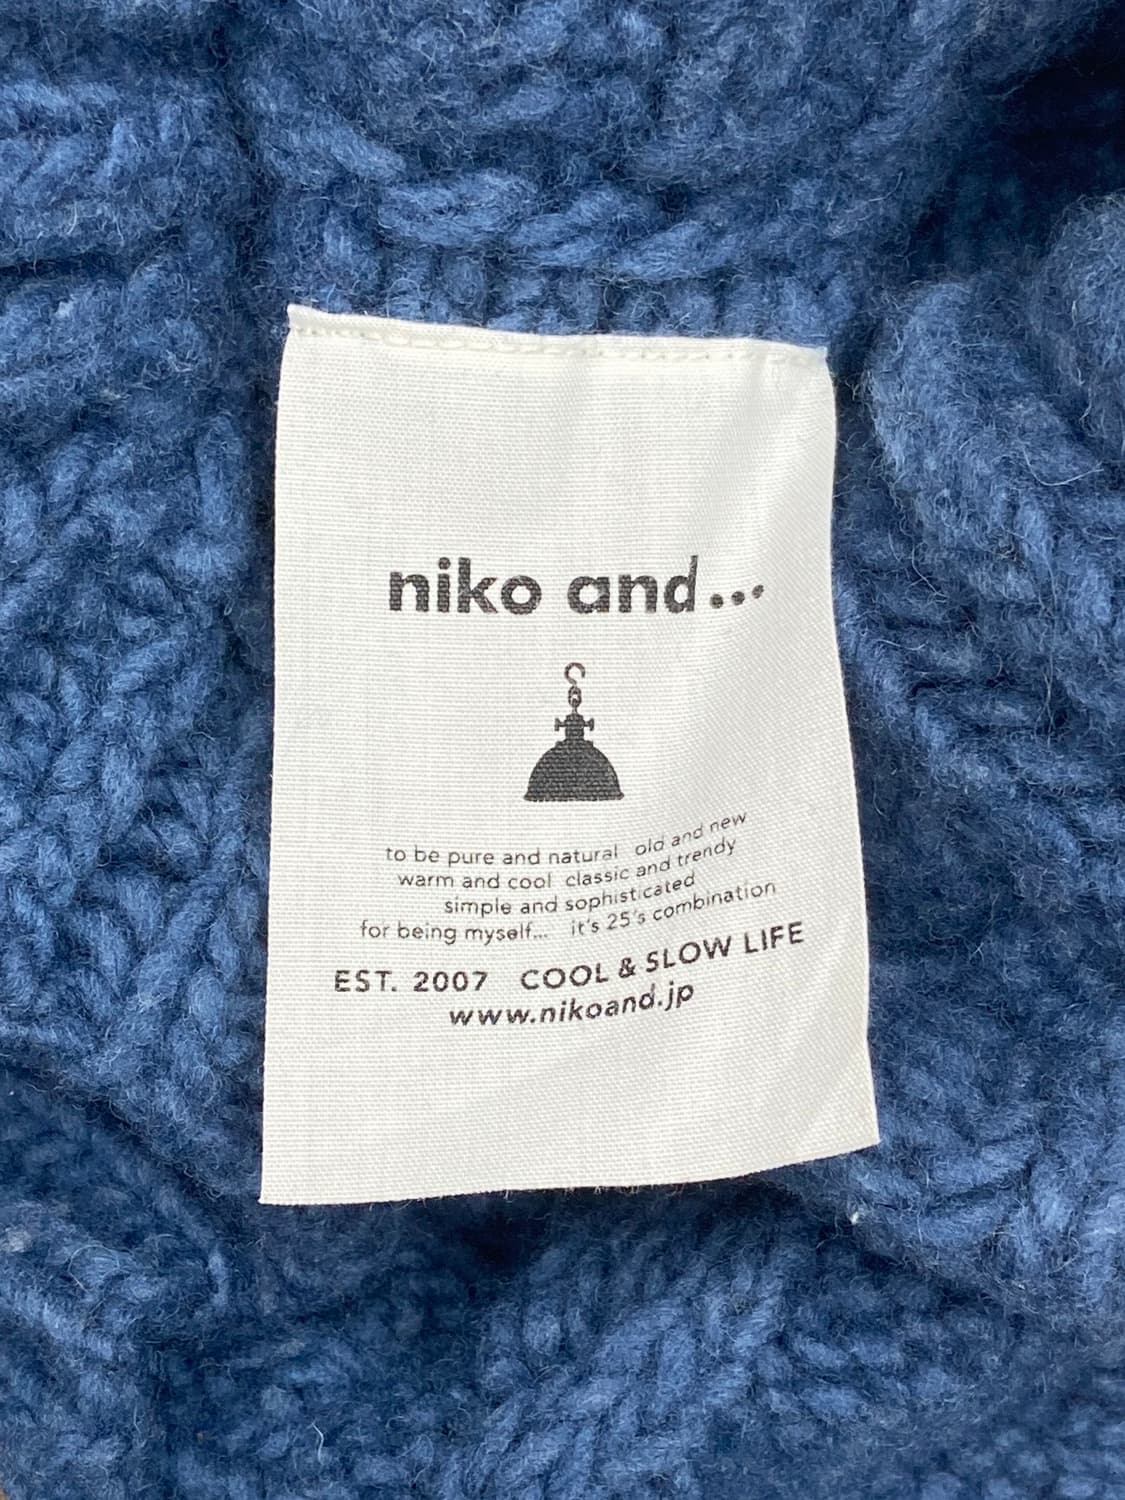 niko and...
to be pure and natural old and new
warm and cool classic and trendy
simple and sophisticated
for being myself... it's 25's combination
EST. 2007 COOL & SLOW LIFE
www.nikoand.jp